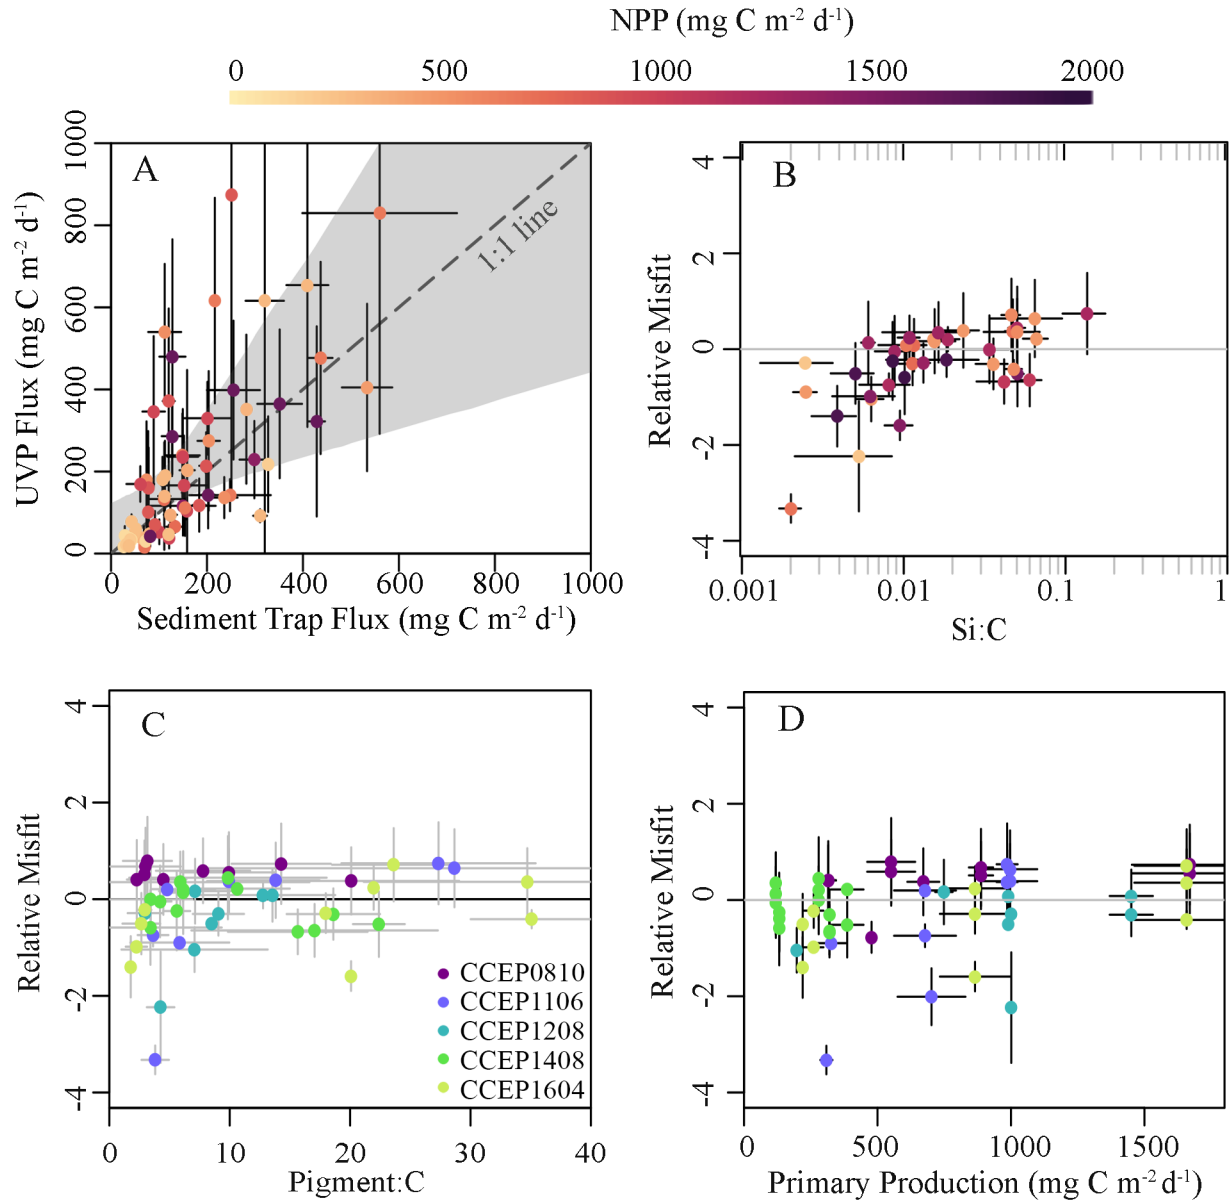 NPP (mg C m⁻² d⁻¹)
0 500 1000 1500 2000
A
1:1 line
UVP Flux (mg C m⁻² d⁻¹)
0 200 400 600 800 1000
0 200 400 600 800 1000
Sediment Trap Flux (mg C m⁻² d⁻¹)
B
Relative Misfit
-4 -2 0 2 4
0.001 0.01 0.1 1
Si:C
C
Relative Misfit
-4 -2 0 2 4
CCEP0810
CCEP1106
CCEP1208
CCEP1408
CCEP1604
0 10 20 30 40
Pigment:C
D
Relative Misfit
-4 -2 0 2 4
0 500 1000 1500
Primary Production (mg C m⁻² d⁻¹)